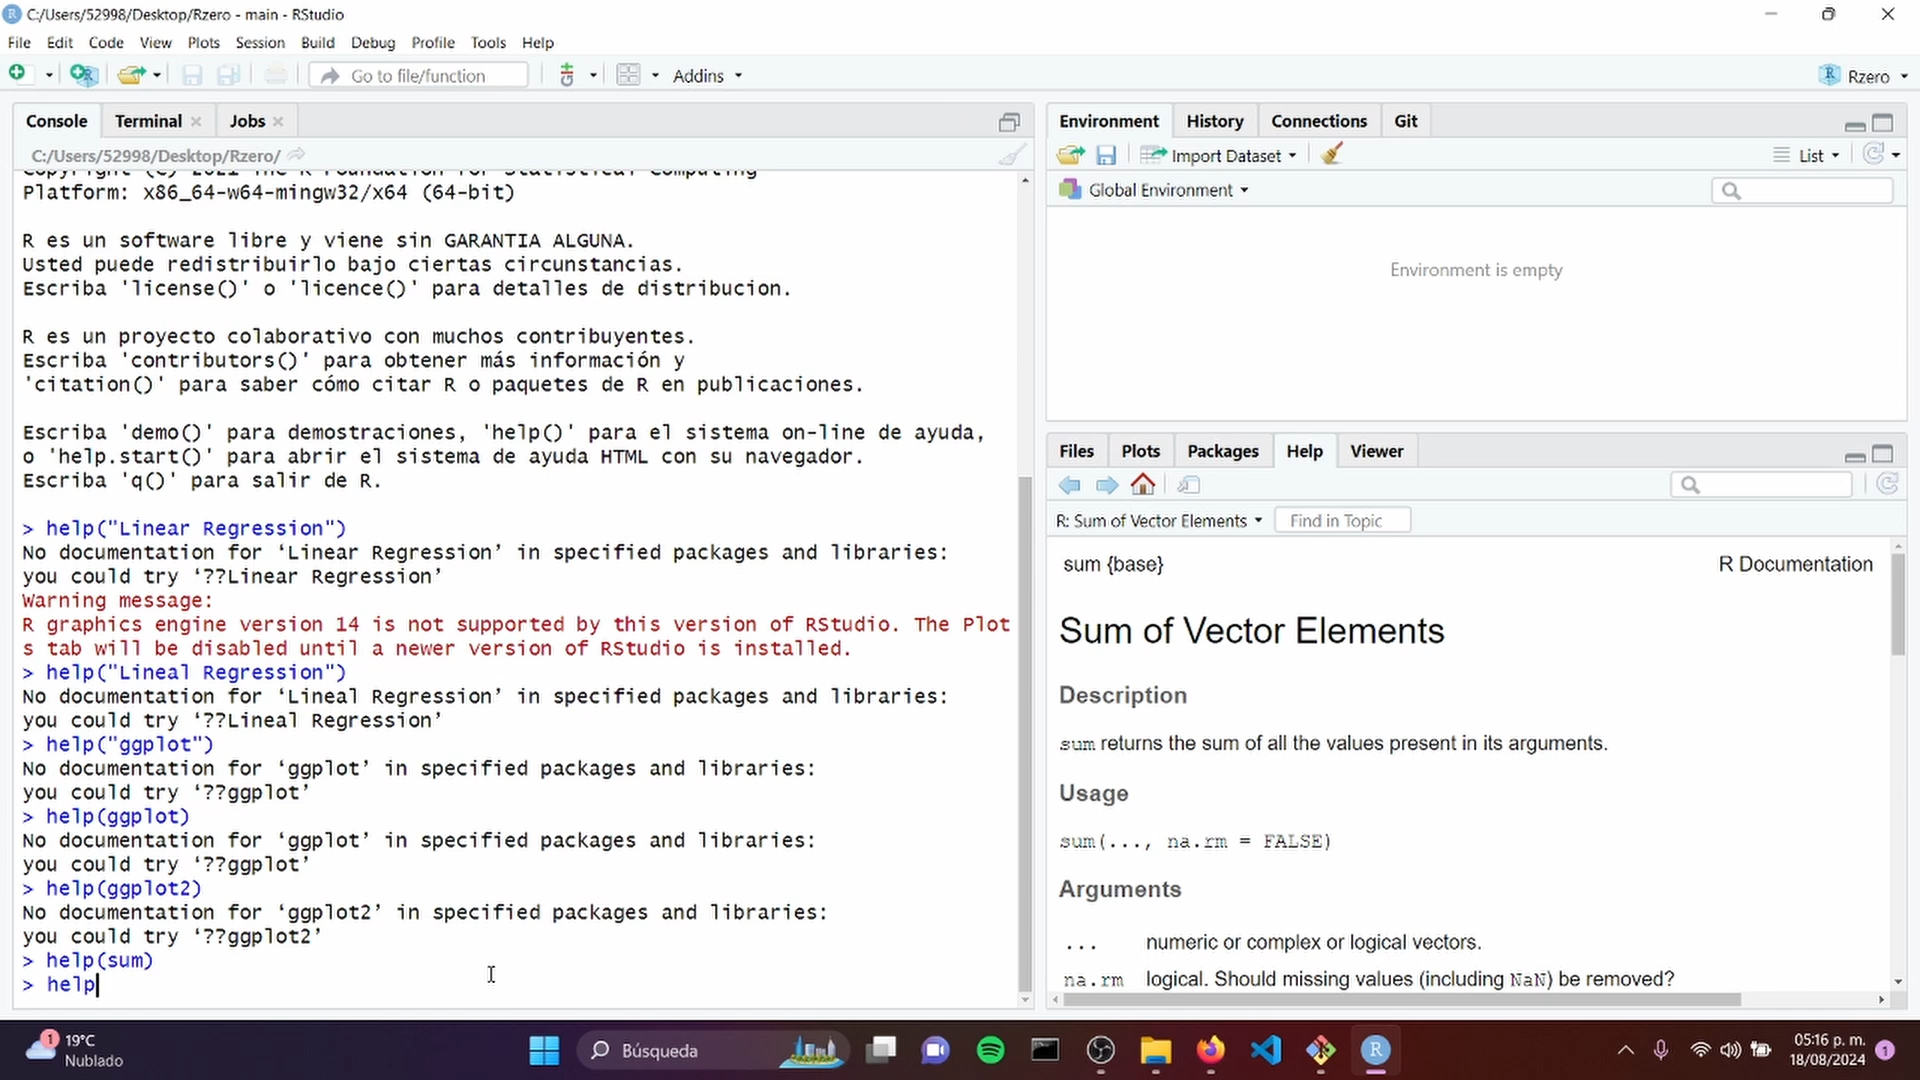 C:/Users/52998/Desktop/Rzero - main - RStudio
File Edit Code View Plots Session Build Debug Profile Tools Help
Go to file/function
Addins
Rzero
Console Terminal Jobs
C:/Users/52998/Desktop/Rzero/
Copyright (C) 2021 The R Foundation for Statistical Computing
Platform: x86_64-w64-mingw32/x64 (64-bit)
R es un software libre y viene sin GARANTIA ALGUNA.
Usted puede redistribuirlo bajo ciertas circunstancias.
Escriba 'license()' o 'licence()' para detalles de distribucion.
R es un proyecto colaborativo con muchos contribuyentes.
Escriba 'contributors()' para obtener más información y
'citation()' para saber cómo citar R o paquetes de R en publicaciones.
Escriba 'demo()' para demostraciones, 'help()' para el sistema on-line de ayuda,
o 'help.start()' para abrir el sistema de ayuda HTML con su navegador.
Escriba 'q()' para salir de R.
> help("Linear Regression")
No documentation for ‘Linear Regression’ in specified packages and libraries:
you could try ‘??Linear Regression’
Warning message:
R graphics engine version 14 is not supported by this version of RStudio. The Plot
s tab will be disabled until a newer version of RStudio is installed.
> help("Lineal Regression")
No documentation for ‘Lineal Regression’ in specified packages and libraries:
you could try ‘??Lineal Regression’
> help("ggplot")
No documentation for ‘ggplot’ in specified packages and libraries:
you could try ‘??ggplot’
> help(ggplot)
No documentation for ‘ggplot’ in specified packages and libraries:
you could try ‘??ggplot’
> help(ggplot2)
No documentation for ‘ggplot2’ in specified packages and libraries:
you could try ‘??ggplot2’
> help(sum)
> help
Environment History Connections Git
Import Dataset
List
Global Environment
Environment is empty
Files Plots Packages Help Viewer
R: Sum of Vector Elements
Find in Topic
sum {base}
R Documentation
Sum of Vector Elements
Description
sum returns the sum of all the values present in its arguments.
Usage
sum(..., na.rm = FALSE)
Arguments
... numeric or complex or logical vectors.
na.rm logical. Should missing values (including NaN) be removed?
1
19°C
Nublado
Búsqueda
05:16 p. m.
18/08/2024
1